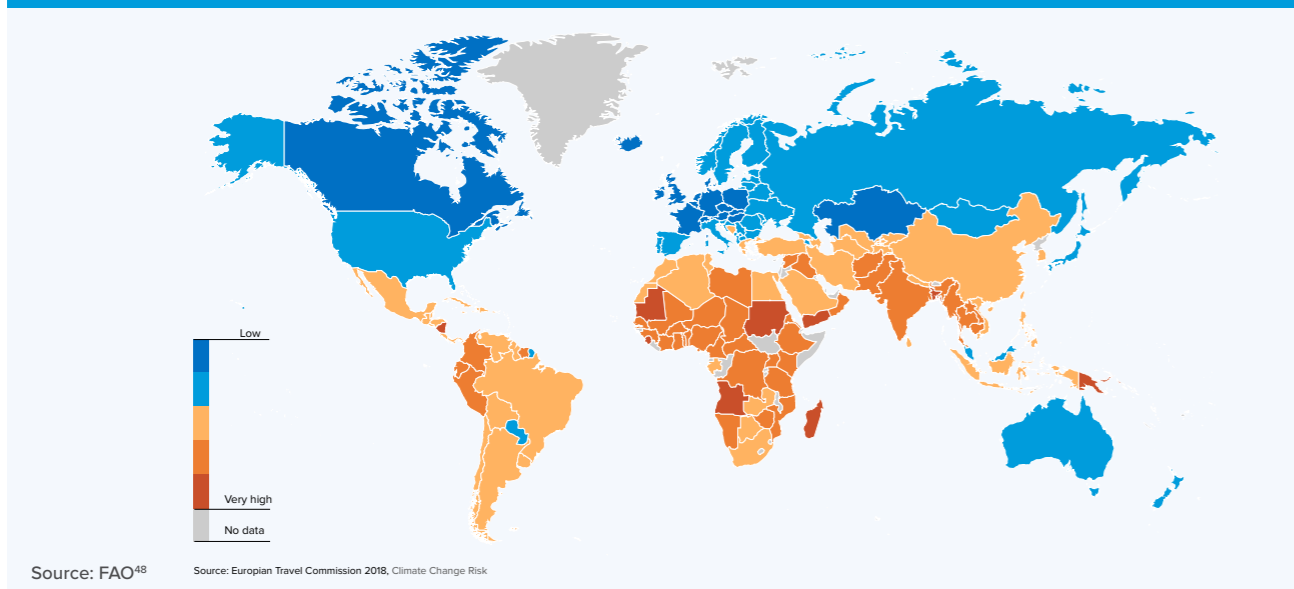 Low
Very high
No data
Source: FAO48
Source: Europian Travel Commission 2018, Climate Change Risk